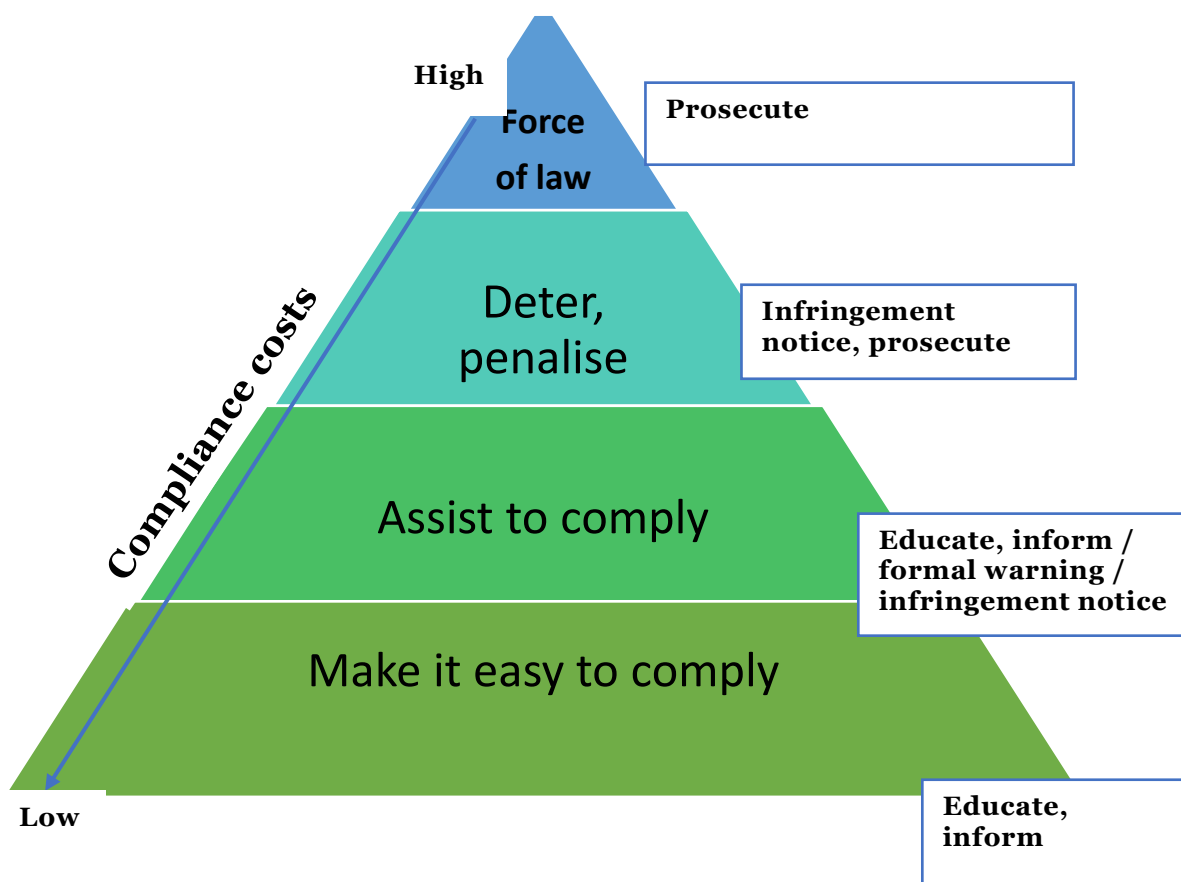 High
Force
of law
Prosecute
Deter,
penalise
Infringement
notice, prosecute
Compliance costs
Assist to comply
Educate, inform /
formal warning /
infringement notice
Make it easy to comply
Low
Educate,
inform